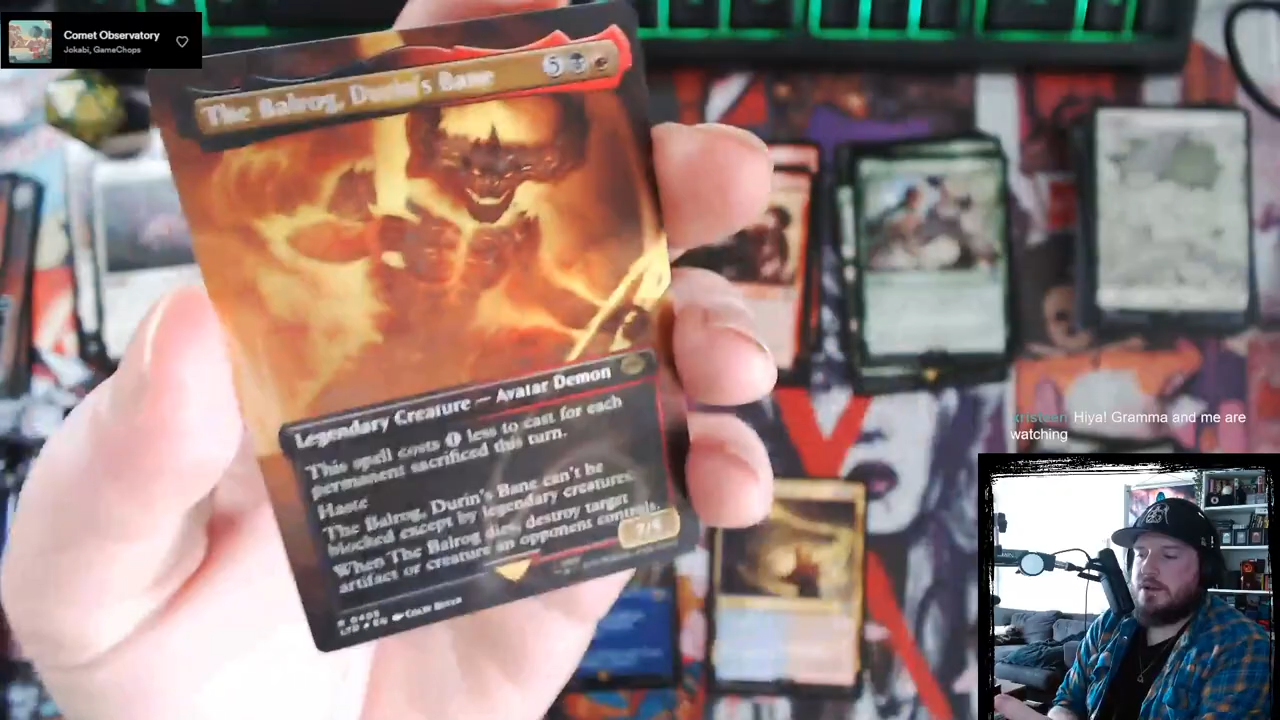 Comet Observatory
Jokabi, GameChops
The Balrog, Durin's Bane
5
Legendary Creature — Avatar Demon
This spell costs 1 less to cast for each
permanent sacrificed this turn.
Haste
The Balrog, Durin's Bane can't be
blocked except by legendary creatures.
When The Balrog dies, destroy target
artifact or creature an opponent controls.
7/5
kristeen Hiya! Gramma and me are
watching